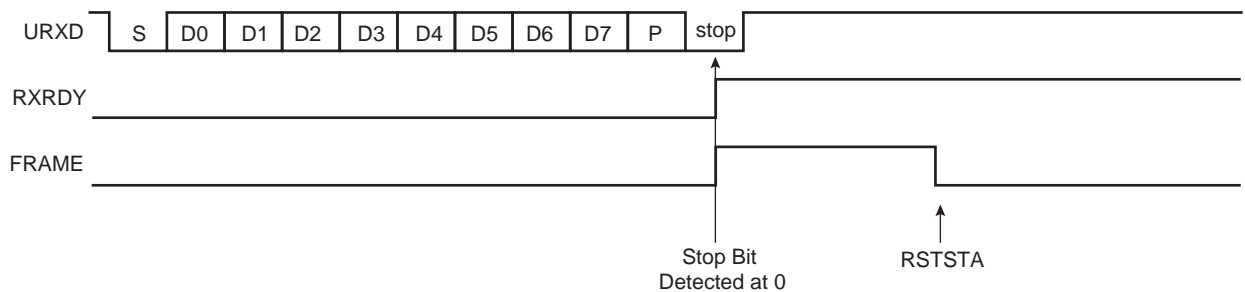 URXD S D0 D1 D2 D3 D4 D5 D6 D7 P stop
RXRDY
FRAME
Stop Bit
Detected at 0
RSTSTA